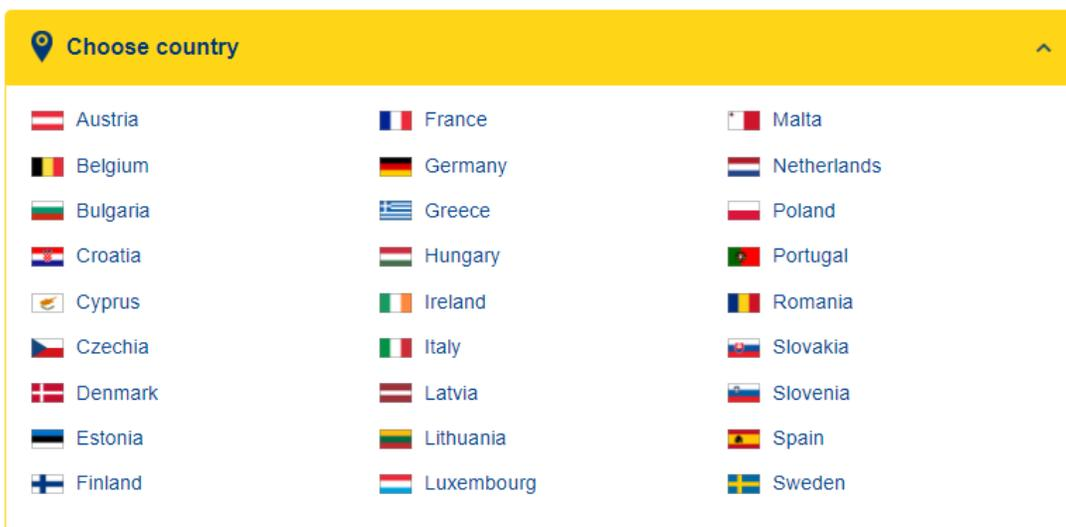 Choose country
Austria
Belgium
Bulgaria
Croatia
Cyprus
Czechia
Denmark
Estonia
Finland
France
Germany
Greece
Hungary
Ireland
Italy
Latvia
Lithuania
Luxembourg
Malta
Netherlands
Poland
Portugal
Romania
Slovakia
Slovenia
Spain
Sweden